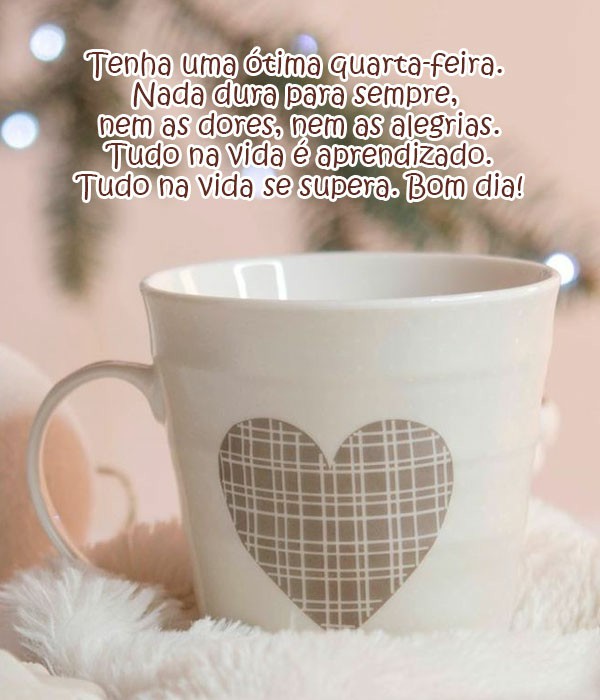 Tenha uma ótima quarta-feira.
Nada dura para sempre,
nem as dores, nem as alegrias.
Tudo na vida é aprendizado.
Tudo na vida se supera. Bom dia!